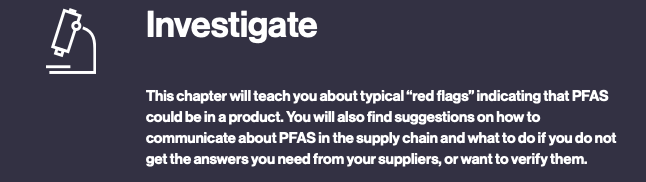 Investigate
This chapter will teach you about typical “red flags” indicating that PFAS
could be in a product. You will also find suggestions on how to
communicate about PFAS in the supply chain and what to do if you do not
get the answers you need from your suppliers, or want to verify them.